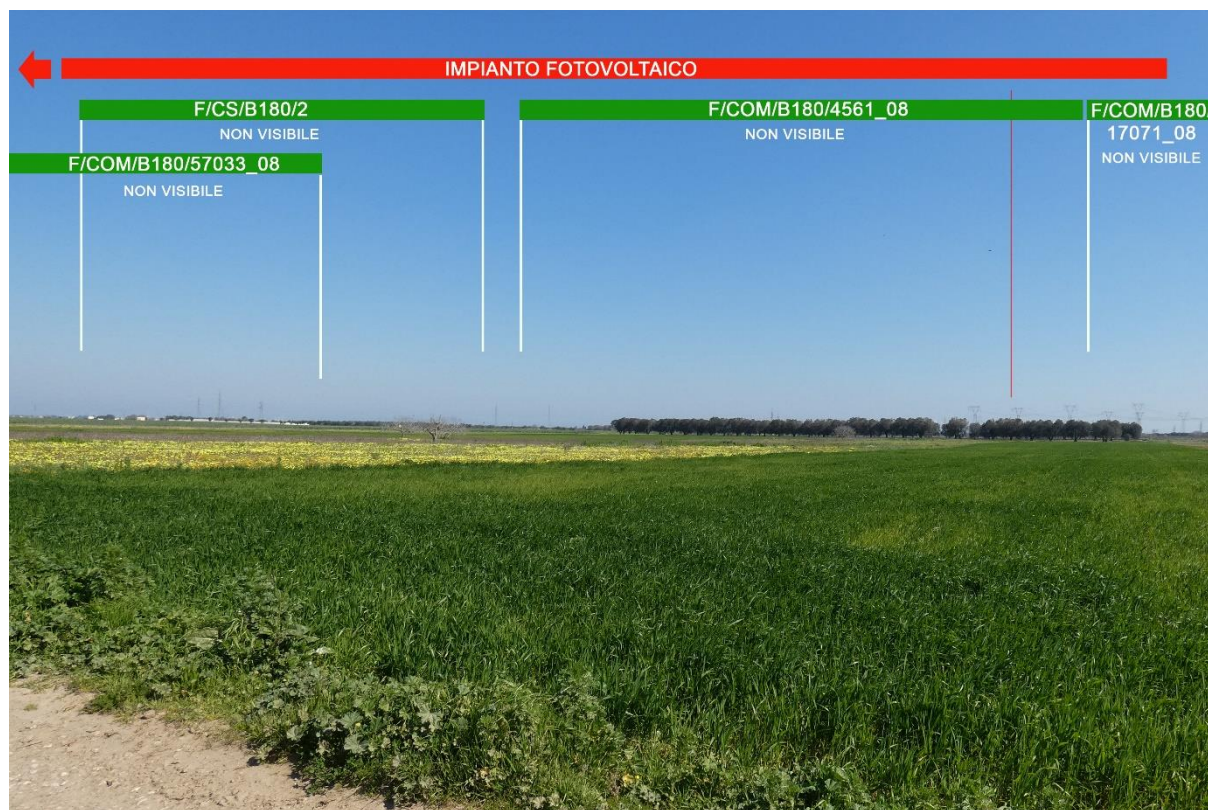 IMPIANTO FOTOVOLTAICO
F/CS/B180/2
NON VISIBILE
F/COM/B180/57033_08
NON VISIBILE
F/COM/B180/4561_08
NON VISIBILE
F/COM/B180/
17071_08
NON VISIBILE